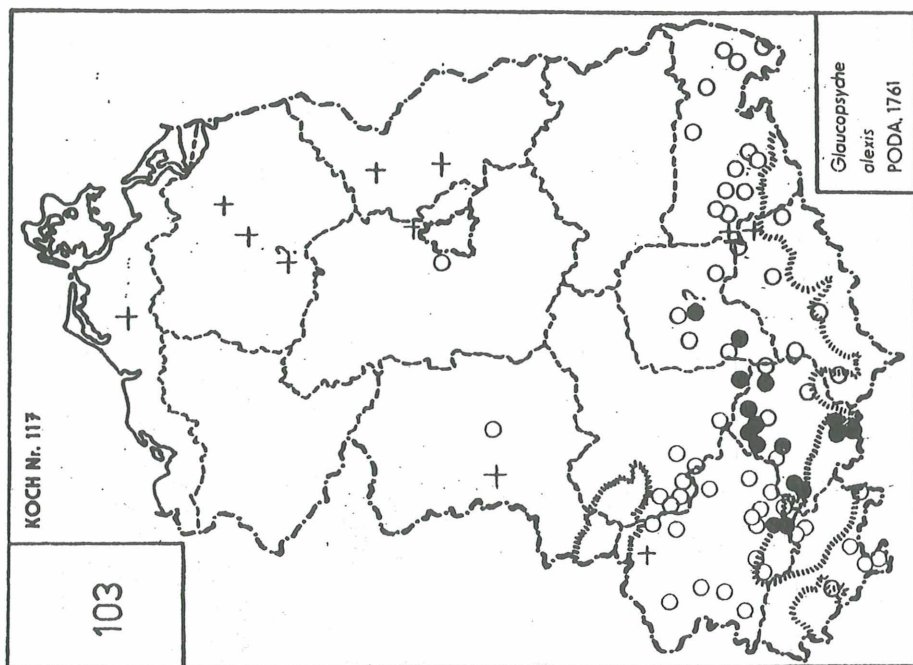 103
KOCH Nr. 117
Glaucopsyche
alexis
PODA, 1761
?
?